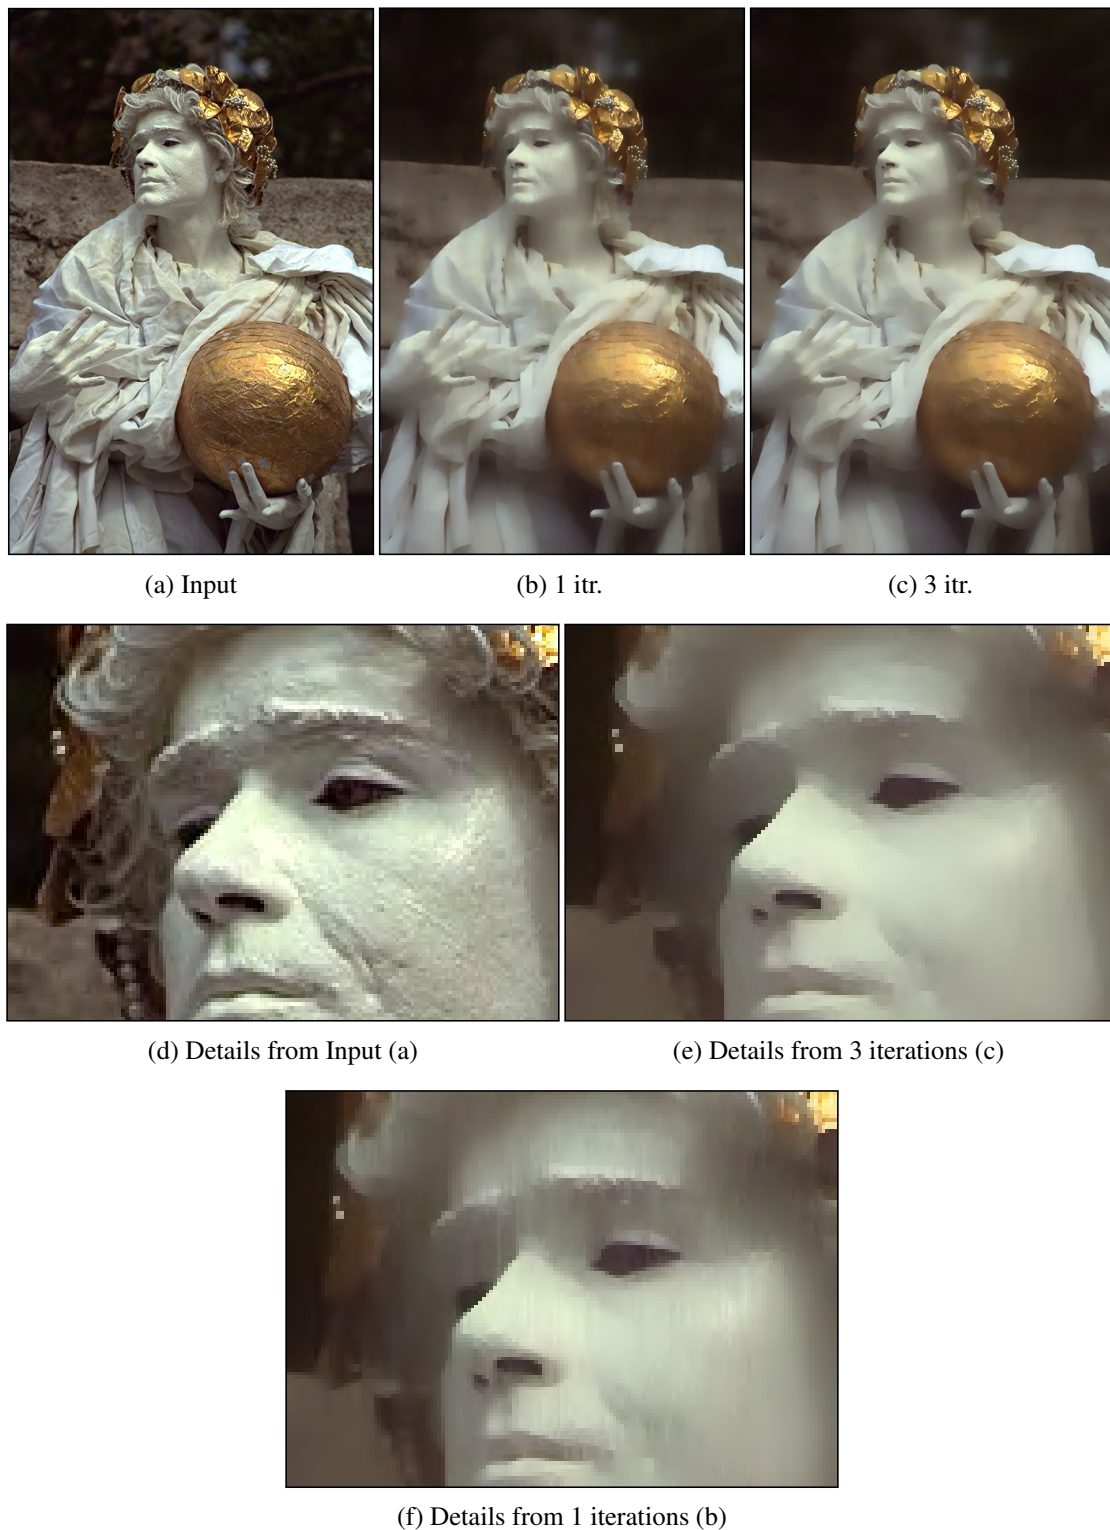 (a) Input
(b) 1 itr.
(c) 3 itr.
(d) Details from Input (a)
(e) Details from 3 iterations (c)
(f) Details from 1 iterations (b)